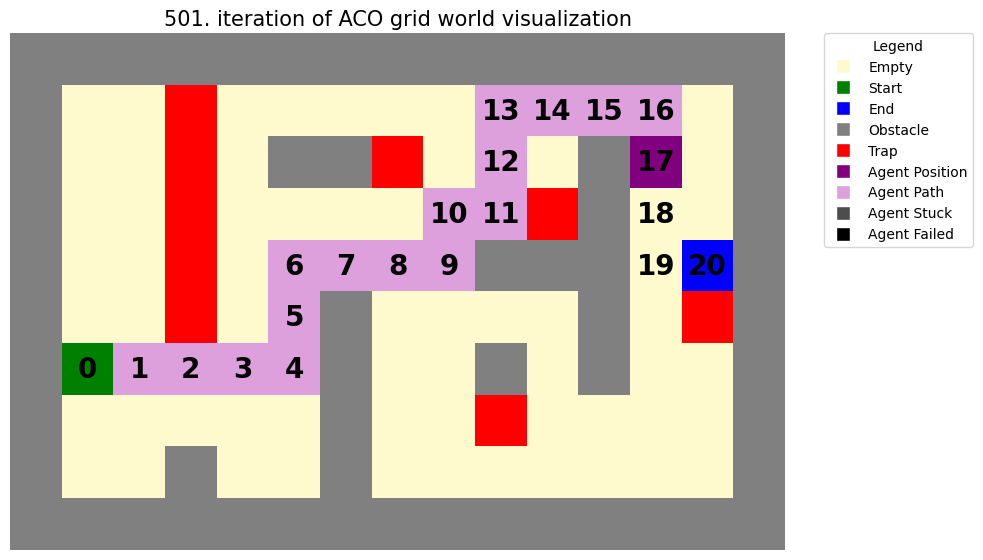 501. iteration of ACO grid world visualization
13 14 15 16
12 17
10 11 18
6 7 8 9 19 20
5
0 1 2 3 4
Legend
Empty
Start
End
Obstacle
Trap
Agent Position
Agent Path
Agent Stuck
Agent Failed